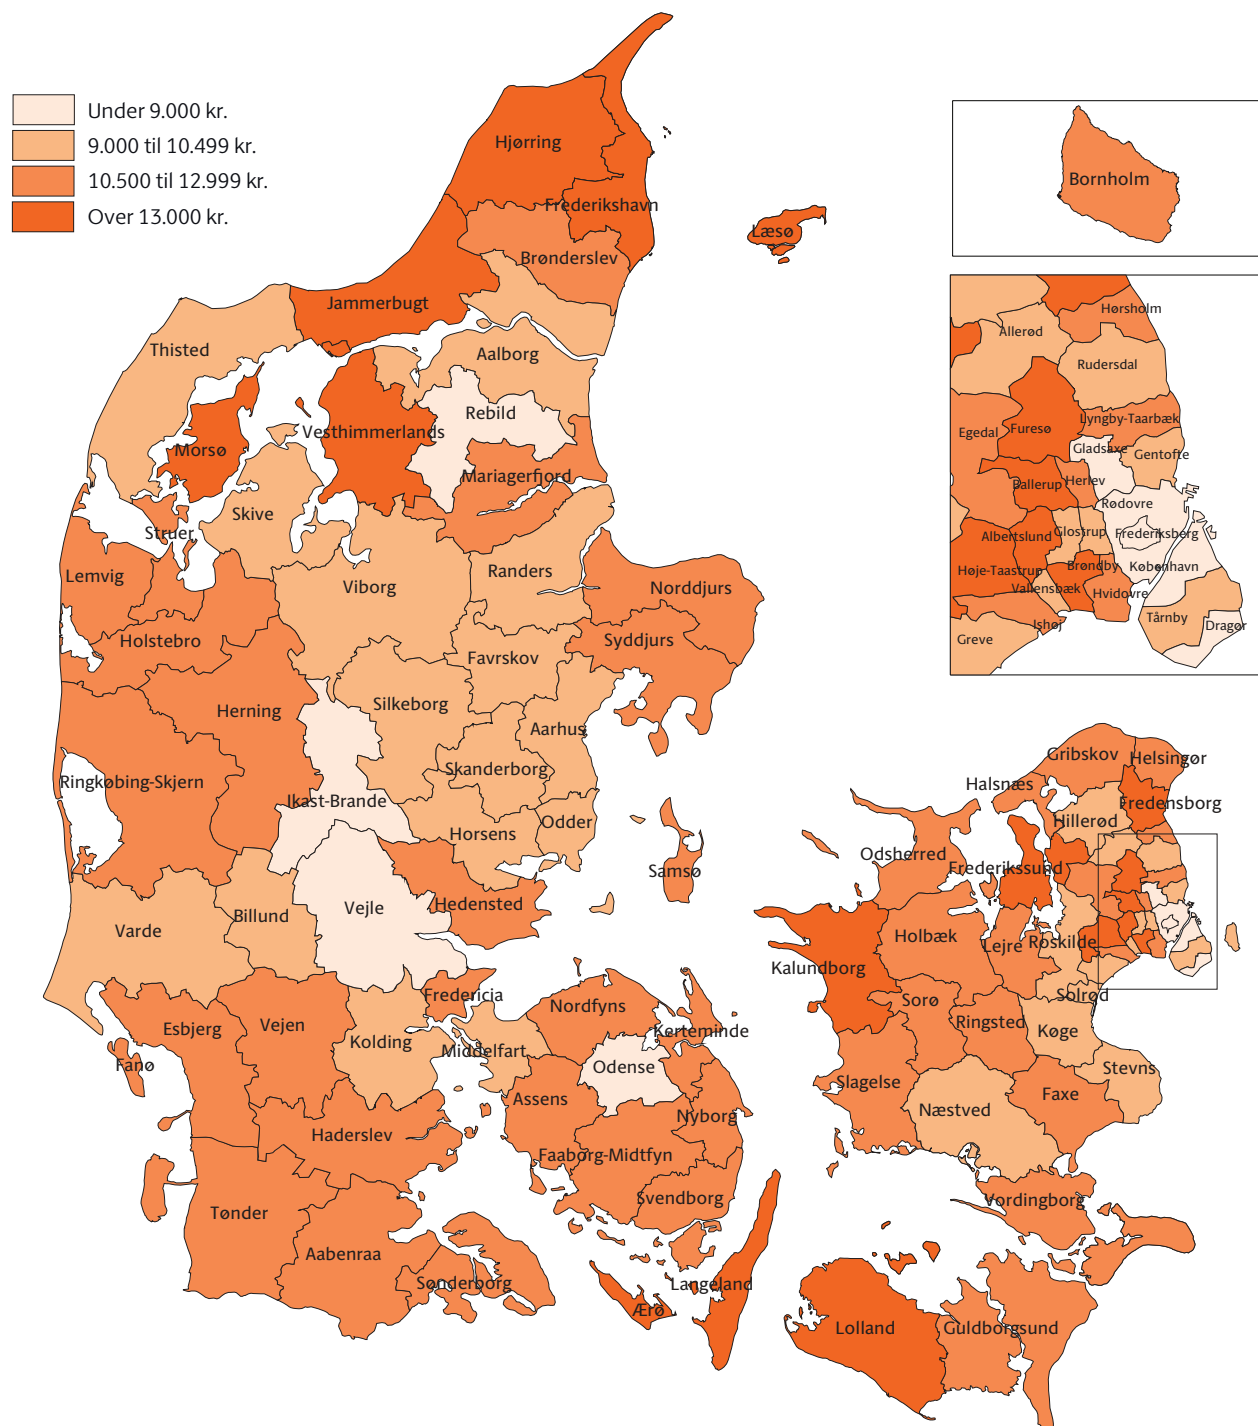 Under 9.000 kr.
9.000 til 10.499 kr.
10.500 til 12.999 kr.
Over 13.000 kr.
Hjørring
Frederikshavn
Læsø
Brønderslev
Jammerbugt
Thisted
Aalborg
Rebild
Vesthimmerlands
Morsø
Mariagerfjord
Skive
Struer
Lemvig
Viborg
Randers
Norddjurs
Holstebro
Syddjurs
Favrskov
Silkeborg
Herning
Aarhus
Skanderborg
Ringkøbing-Skjern
Ikast-Brande
Horsens
Odder
Samsø
Hedensted
Vejle
Billund
Varde
Fredericia
Nordfyns
Esbjerg
Vejen
Kolding
Middelfart
Kerteminde
Fanø
Odense
Assens
Nyborg
Haderslev
Faaborg-Midtfyn
Svendborg
Tønder
Aabenraa
Sønderborg
Langeland
Ærø
Bornholm
Hørsholm
Allerød
Rudersdal
Lyngby-Taarbæk
Egedal
Furesø
Gladsaxe
Gentofte
Ballerup
Herlev
Rødovre
Albertslund
Glostrup
Frederiksberg
Høje-Taastrup
Brøndby
København
Vallensbæk
Hvidovre
Ishøj
Tårnby
Dragør
Greve
Gribskov
Helsingør
Halsnæs
Fredensborg
Hillerød
Odsherred
Frederikssund
Holbæk
Lejre
Roskilde
Kalundborg
Solrød
Sorø
Ringsted
Køge
Stevns
Slagelse
Faxe
Næstved
Vordingborg
Lolland
Guldborgsund